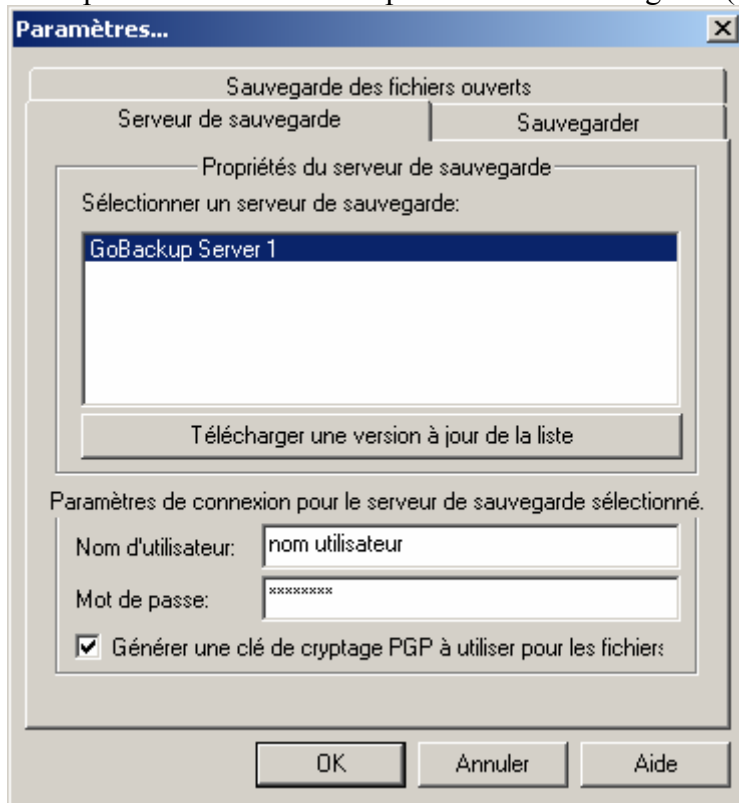 Paramètres...
Sauvegarde des fichiers ouverts
Serveur de sauvegarde
Sauvegarder
Propriétés du serveur de sauvegarde
Sélectionner un serveur de sauvegarde:
GoBackup Server 1
Télécharger une version à jour de la liste
Paramètres de connexion pour le serveur de sauvegarde sélectionné.
Nom d'utilisateur: nom utilisateur
Mot de passe: ********
Générer une clé de cryptage PGP à utiliser pour les fichiers
OK
Annuler
Aide